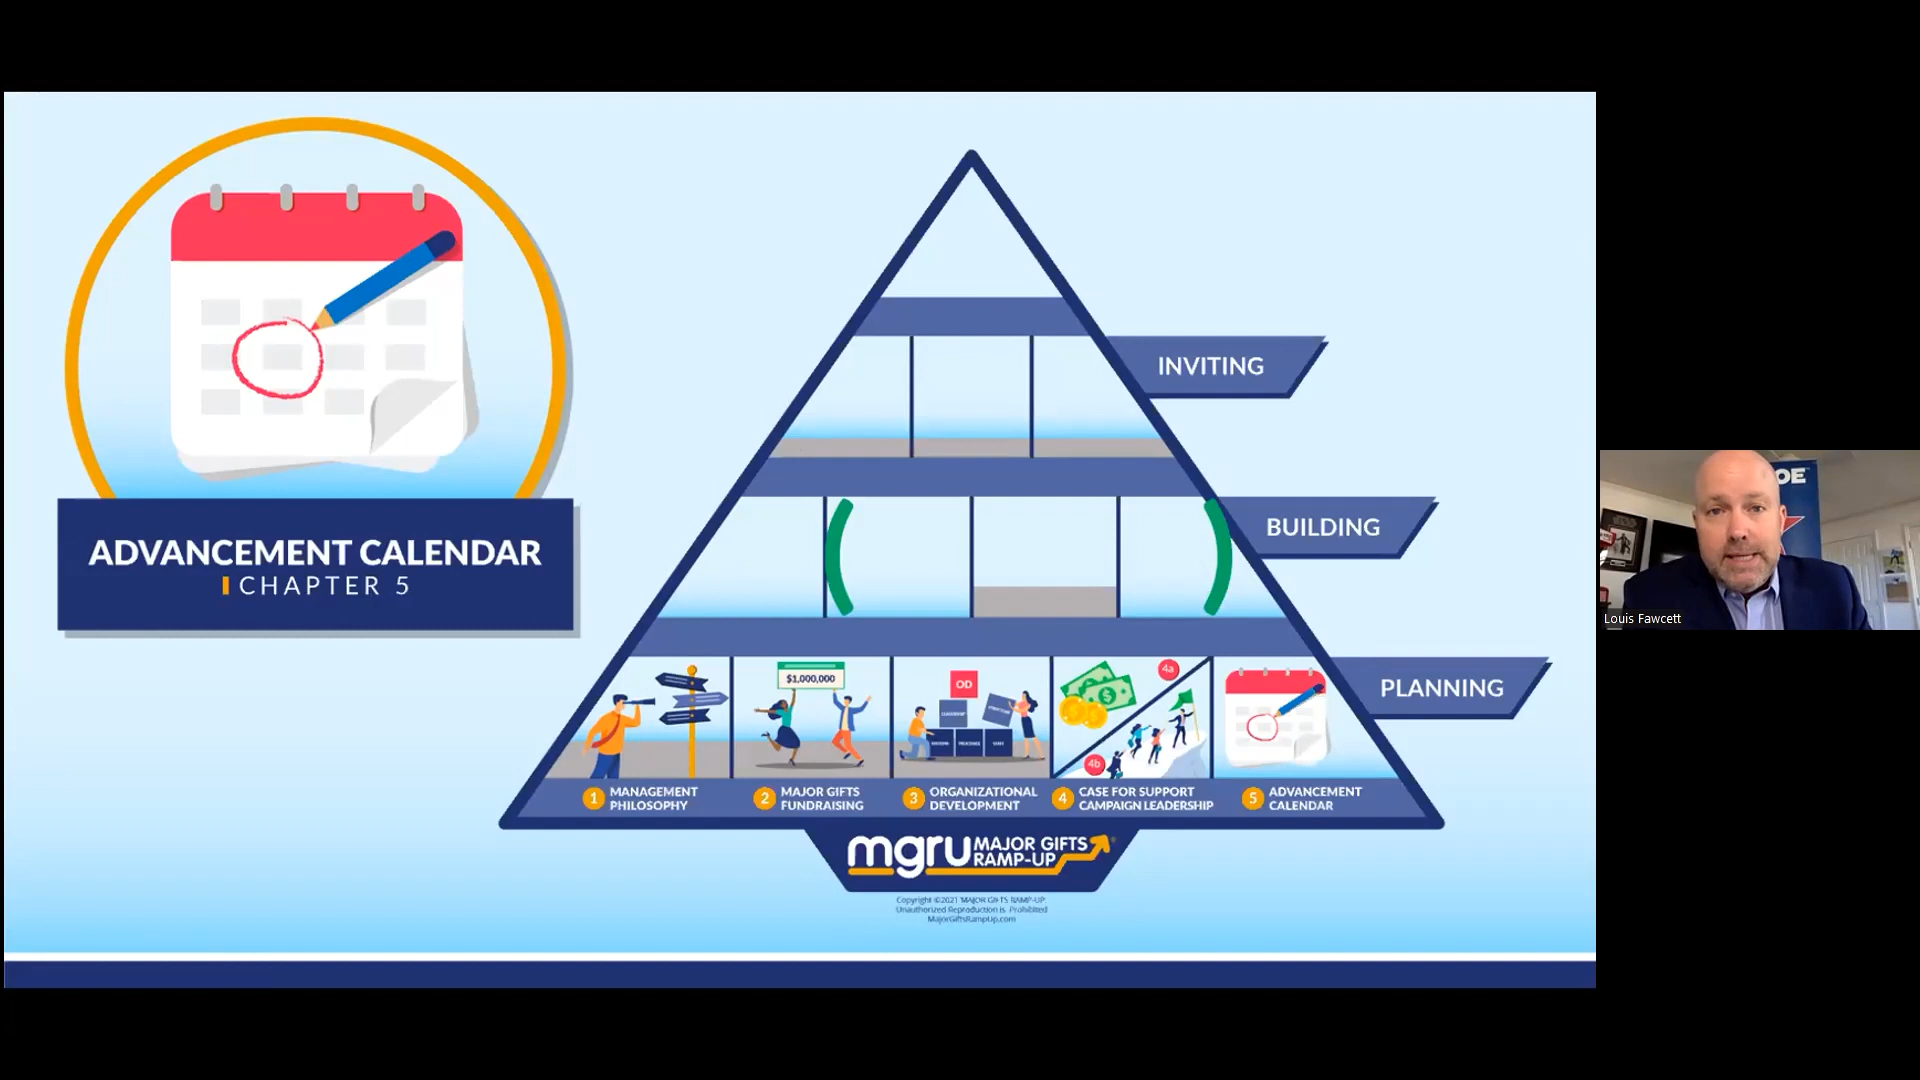 ADVANCEMENT CALENDAR
CHAPTER 5
INVITING
BUILDING
PLANNING
$1,000,000
OD
LEADERSHIP
4a
4b
1 MANAGEMENT
PHILOSOPHY
2 MAJOR GIFTS
FUNDRAISING
3 ORGANIZATIONAL
DEVELOPMENT
4 CASE FOR SUPPORT
CAMPAIGN LEADERSHIP
5 ADVANCEMENT
CALENDAR
mgru MAJOR GIFTS
RAMP-UP
Copyright ©2021 MAJOR GIFTS RAMP-UP
Unauthorized Reproduction is Prohibited
MajorGiftsRampUp.com
OE
Louis Fawcett